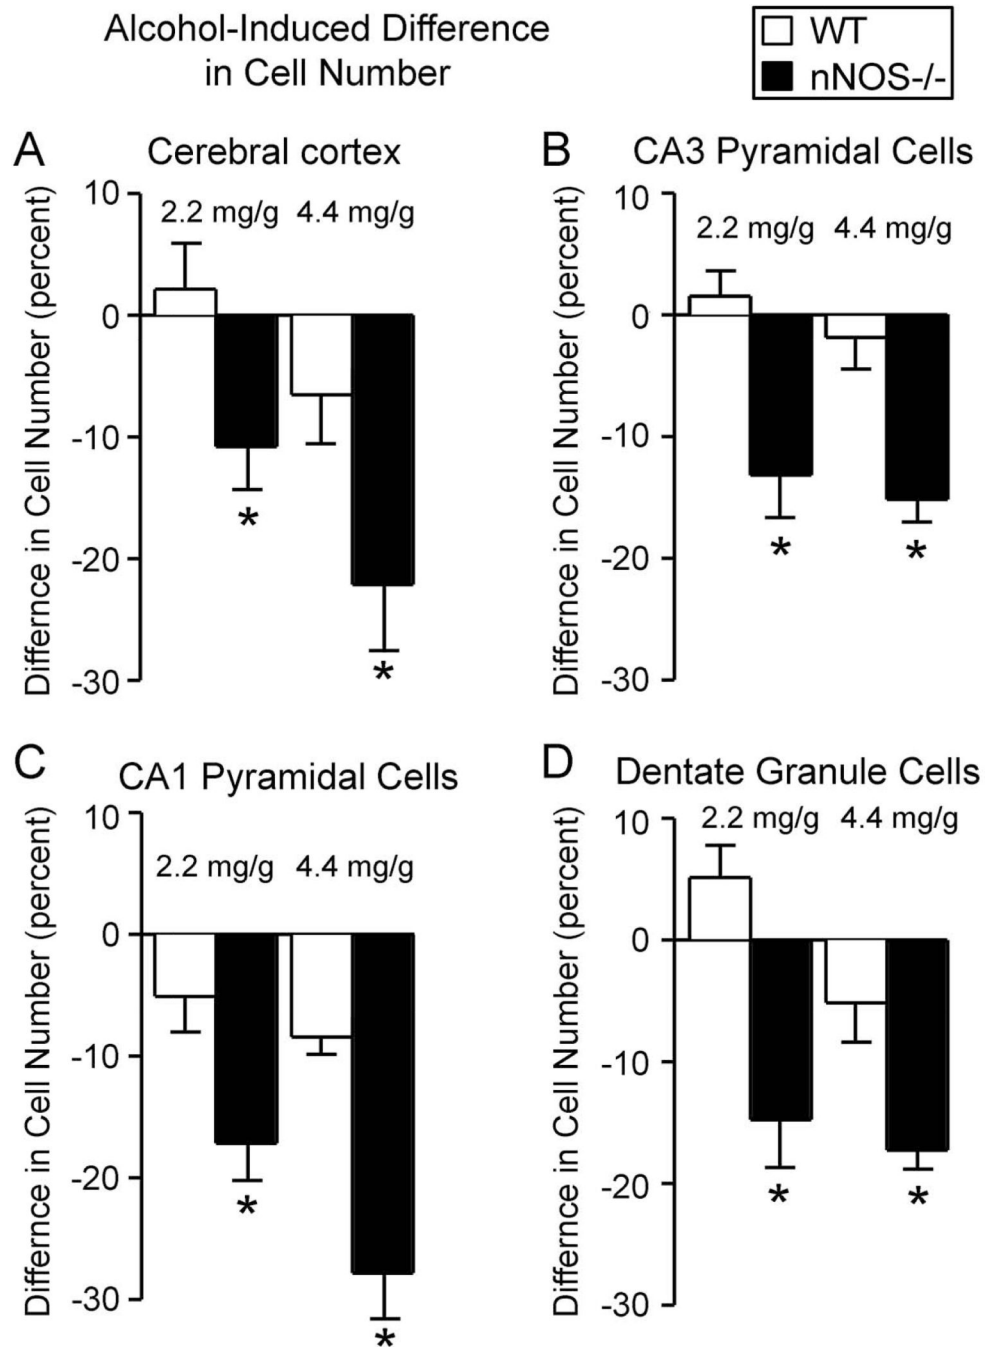 Alcohol-Induced Difference
in Cell Number
WT
nNOS-/-
A
Cerebral cortex
Differnce in Cell Number (percent)
10
0
-10
-20
-30
2.2 mg/g 4.4 mg/g
*
*
B
CA3 Pyramidal Cells
Differnce in Cell Number (percent)
10
0
-10
-20
-30
2.2 mg/g 4.4 mg/g
*
*
C
CA1 Pyramidal Cells
Differnce in Cell Number (percent)
10
0
-10
-20
-30
2.2 mg/g 4.4 mg/g
*
*
D
Dentate Granule Cells
Differnce in Cell Number (percent)
10
0
-10
-20
-30
2.2 mg/g 4.4 mg/g
*
*